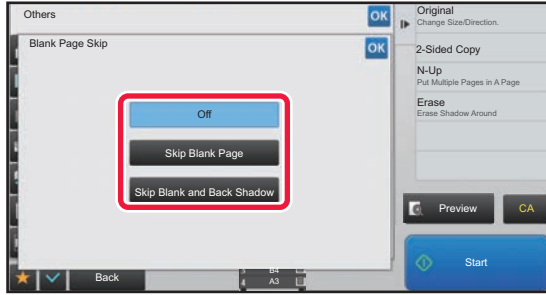 Others
OK
Blank Page Skip
OK
Off
Skip Blank Page
Skip Blank and Back Shadow
Back
3 B4
4 A3
Original
Change Size/Direction.
2-Sided Copy
N-Up
Put Multiple Pages in A Page
Erase
Erase Shadow Around
Preview
CA
Start